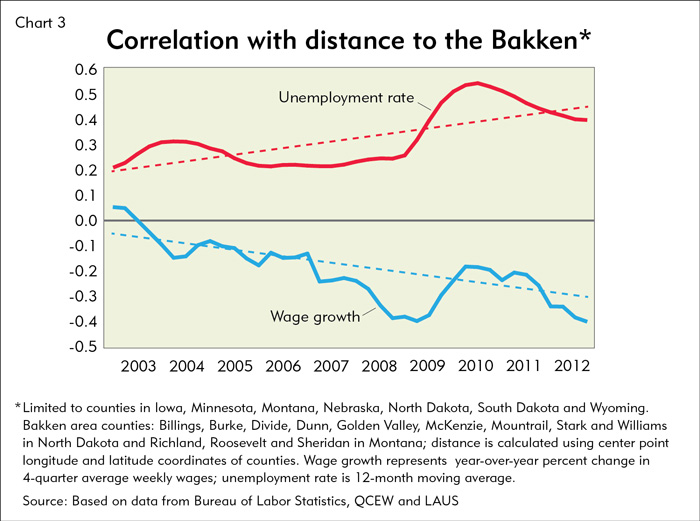 Chart 3
Correlation with distance to the Bakken*
0.6
0.5
0.4
0.3
0.2
0.1
0.0
-0.1
-0.2
-0.3
-0.4
-0.5
Unemployment rate
Wage growth
2003 2004 2005 2006 2007 2008 2009 2010 2011 2012
*Limited to counties in Iowa, Minnesota, Montana, Nebraska, North Dakota, South Dakota and Wyoming.
Bakken area counties: Billings, Burke, Divide, Dunn, Golden Valley, McKenzie, Mountrail, Stark and Williams
in North Dakota and Richland, Roosevelt and Sheridan in Montana; distance is calculated using center point
longitude and latitude coordinates of counties. Wage growth represents year-over-year percent change in
4-quarter average weekly wages; unemployment rate is 12-month moving average.
Source: Based on data from Bureau of Labor Statistics, QCEW and LAUS